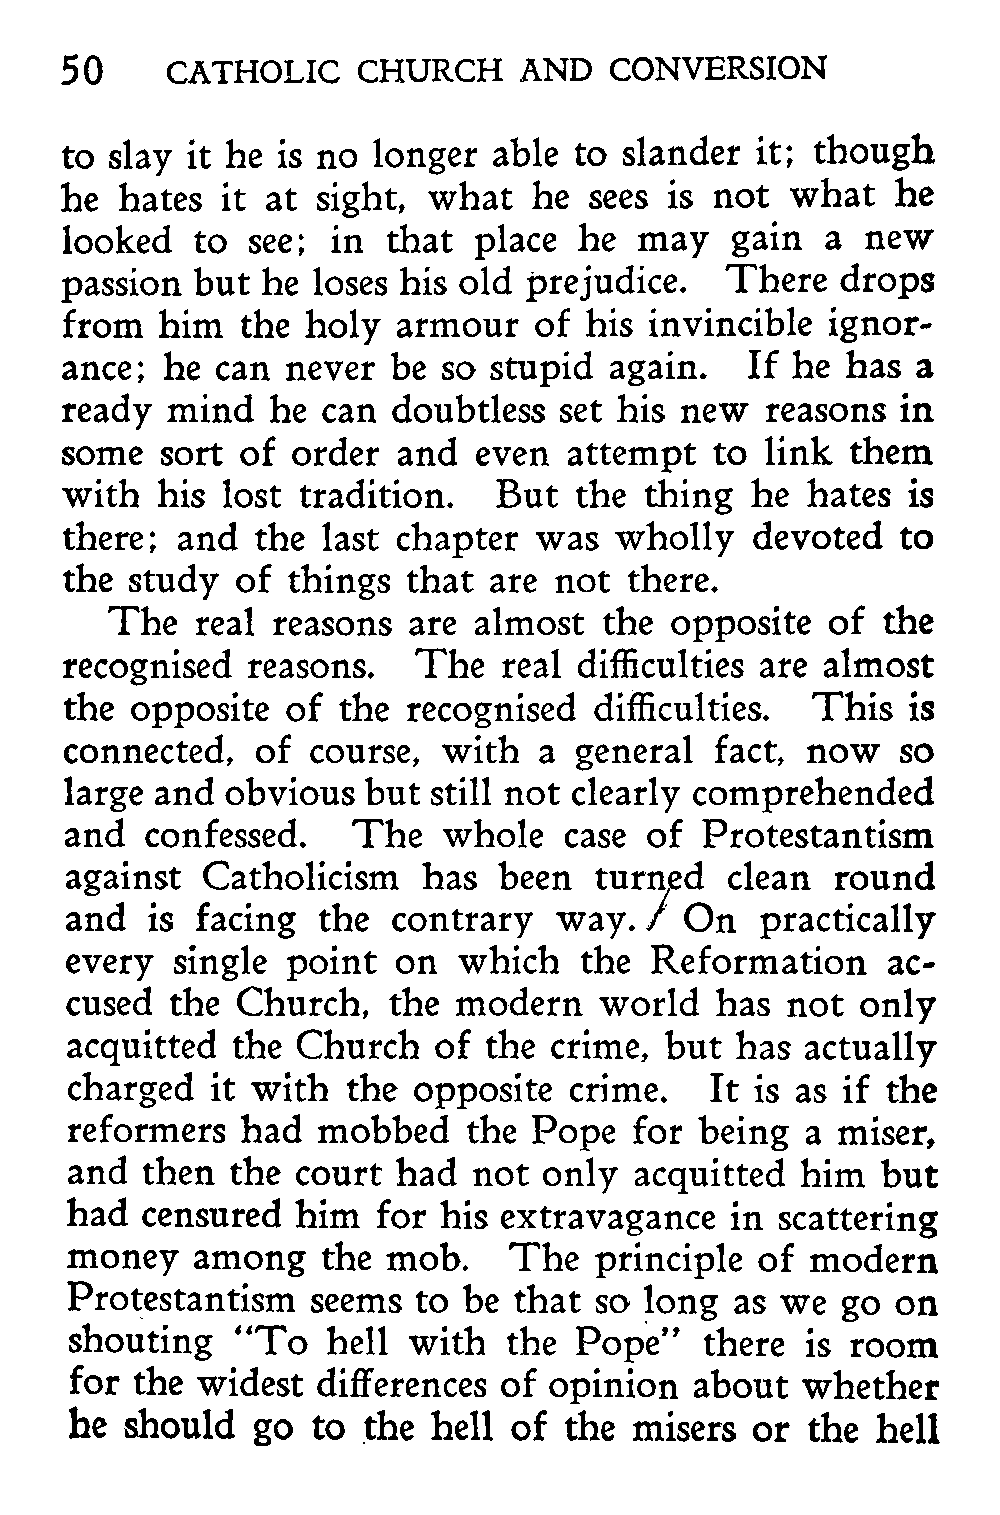 50 CATHOLIC CHURCH AND CONVERSION
to slay it he is no longer able to slander it; though
he hates it at sight, what he sees is not what he
looked to see; in that place he may gain a new
passion but he loses his old prejudice. There drops
from him the holy armour of his invincible ignor-
ance; he can never be so stupid again. If he has a
ready mind he can doubtless set his new reasons in
some sort of order and even attempt to link them
with his lost tradition. But the thing he hates is
there; and the last chapter was wholly devoted to
the study of things that are not there.
The real reasons are almost the opposite of the
recognised reasons. The real difficulties are almost
the opposite of the recognised difficulties. This is
connected, of course, with a general fact, now so
large and obvious but still not clearly comprehended
and confessed. The whole case of Protestantism
against Catholicism has been turned clean round
and is facing the contrary way. / On practically
every single point on which the Reformation ac-
cused the Church, the modern world has not only
acquitted the Church of the crime, but has actually
charged it with the opposite crime. It is as if the
reformers had mobbed the Pope for being a miser,
and then the court had not only acquitted him but
had censured him for his extravagance in scattering
money among the mob. The principle of modern
Protestantism seems to be that so long as we go on
shouting "To hell with the Pope" there is room
for the widest differences of opinion about whether
he should go to the hell of the misers or the hell